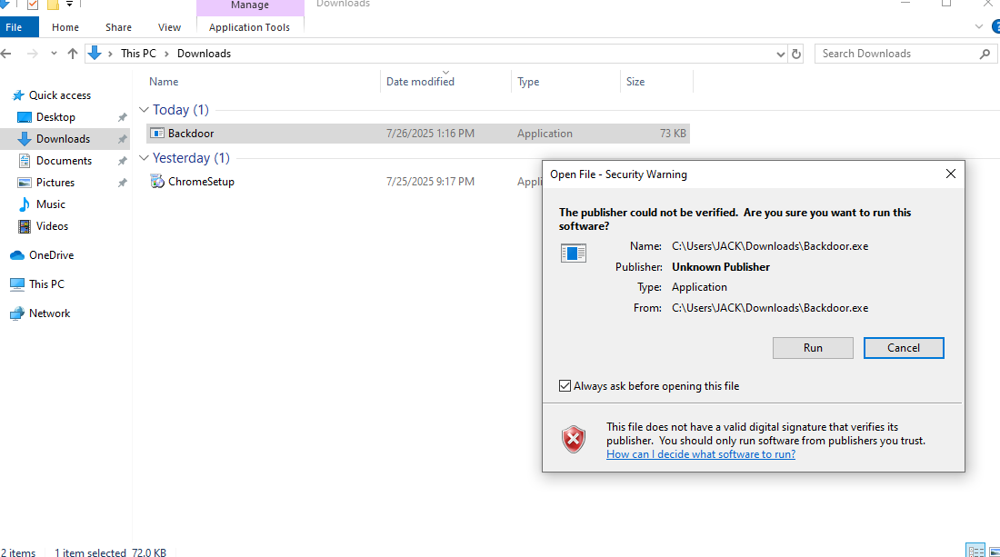 Manage
Downloads
File
Home
Share
View
Application Tools
This PC
Downloads
Search Downloads
Name
Date modified
Type
Size
Quick access
Desktop
Downloads
Documents
Pictures
Music
Videos
OneDrive
This PC
Network
Today (1)
Backdoor 7/26/2025 1:16 PM Application 73 KB
Yesterday (1)
ChromeSetup 7/25/2025 9:17 PM Appli
Open File - Security Warning
The publisher could not be verified. Are you sure you want to run this
software?
Name: C:\Users\JACK\Downloads\Backdoor.exe
Publisher: Unknown Publisher
Type: Application
From: C:\Users\JACK\Downloads\Backdoor.exe
Run
Cancel
Always ask before opening this file
This file does not have a valid digital signature that verifies its
publisher. You should only run software from publishers you trust.
How can I decide what software to run?
2 items 1 item selected 72.0 KB